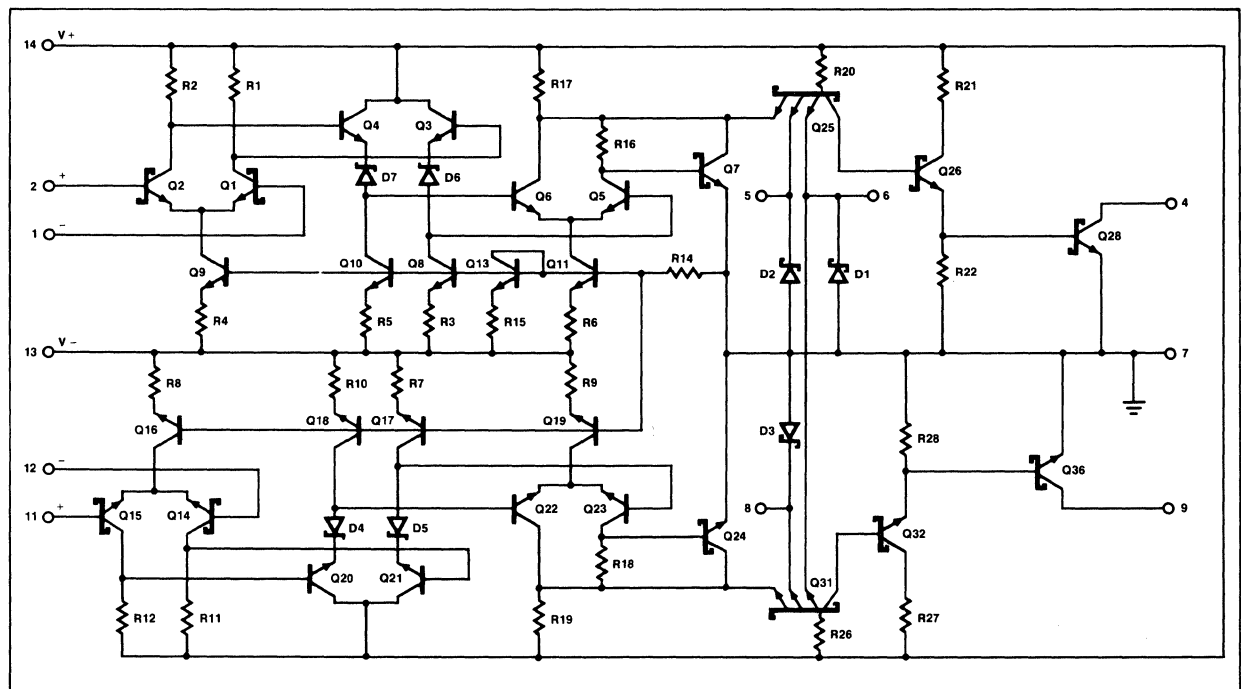 14 V+
R2 R1 R17 R20 R21
Q4 Q3 Q25
R16
D7 D6 Q7 Q26
2 + Q2 Q1 Q6 Q5 5 6 4
1 − Q28
Q9 Q10 Q8 Q13 Q11 R14 D2 D1 R22
R4 R5 R3 R15 R6
13 V− 7
R8 R10 R7 R9
Q16 Q18 Q17 Q19 D3 R28
12 − Q36
11 + Q15 Q14 Q22 Q23 8 9
D4 D5 Q24 Q32
Q20 Q21 R18 Q31
R12 R11 R19 R26 R27